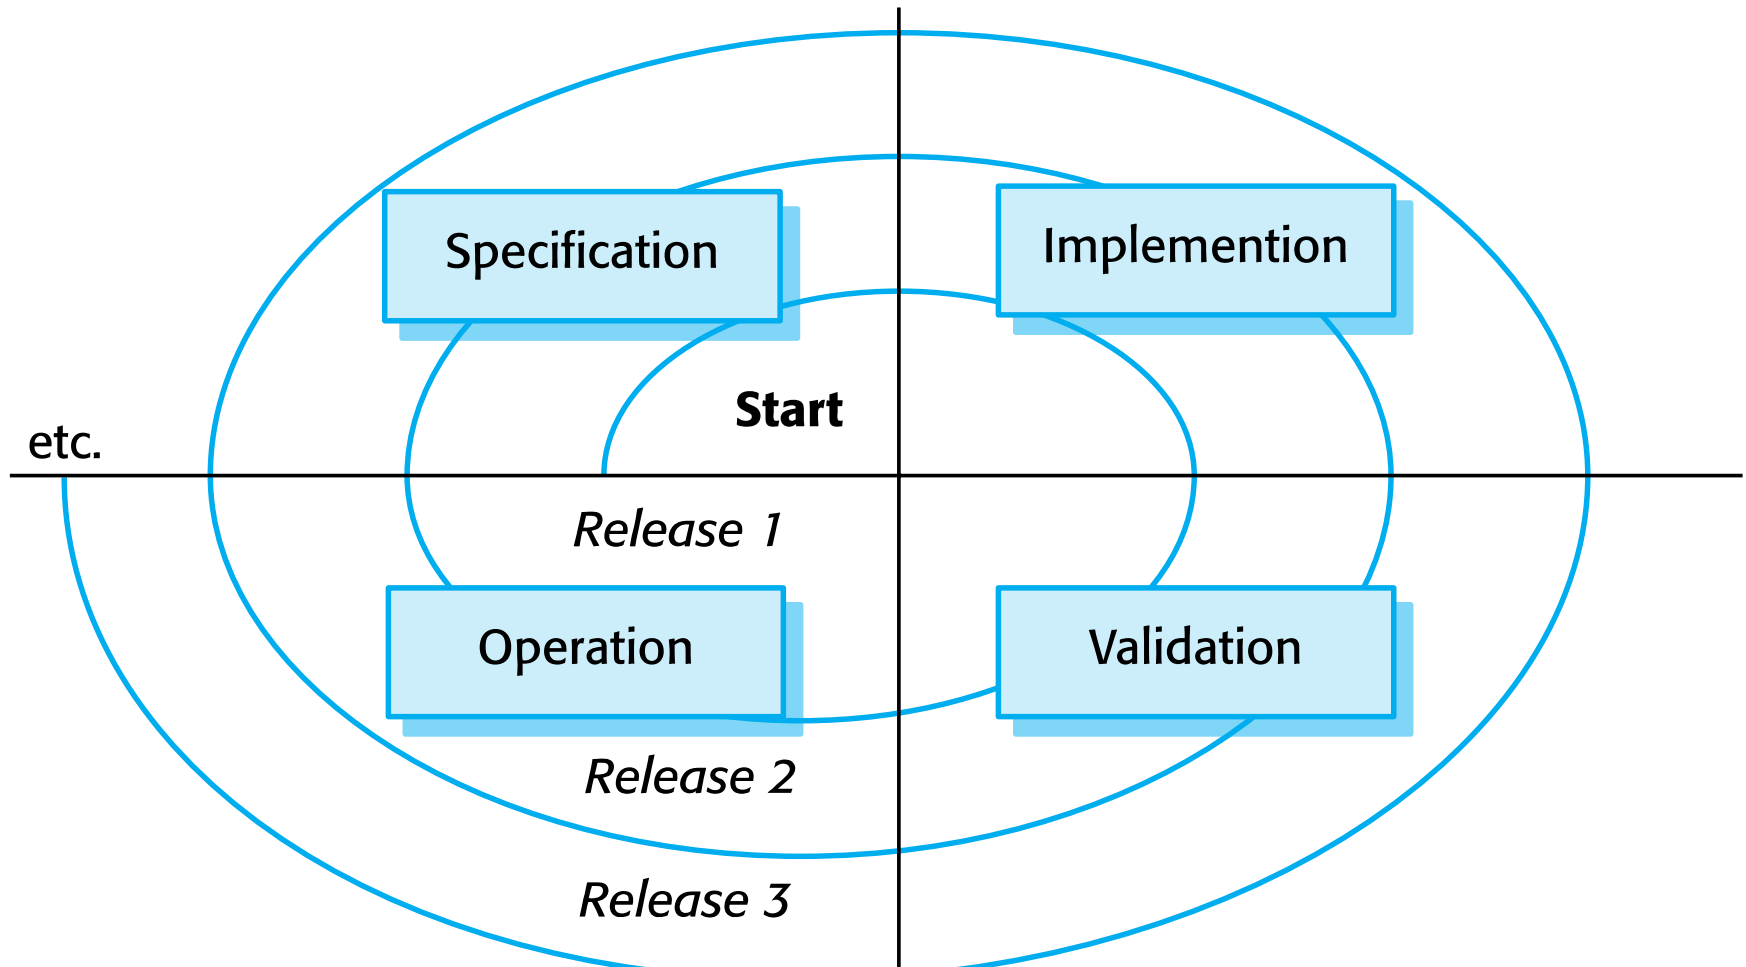 Specification
Implemention
Start
etc.
Release 1
Operation
Validation
Release 2
Release 3